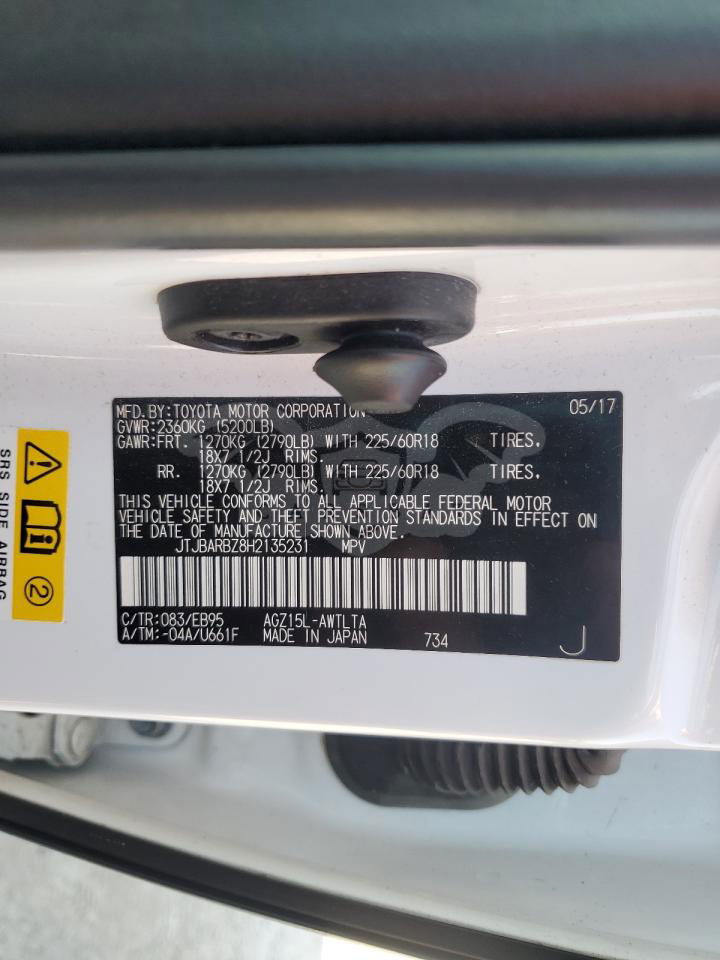 MFD.BY:TOYOTA MOTOR CORPORATION 05/17
GVWR:2360KG (5200LB)
GAWR:FRT. 1270KG (2790LB) WITH 225/60R18 TIRES.
18X7 1/2J RIMS.
RR. 1270KG (2790LB) WITH 225/60R18 TIRES.
18X7 1/2J RIMS.
THIS VEHICLE CONFORMS TO ALL APPLICABLE FEDERAL MOTOR
VEHICLE SAFETY AND THEFT PREVENTION STANDARDS IN EFFECT ON
THE DATE OF MANUFACTURE SHOWN ABOVE.
JTJBARBZ8H2135231 MPV
C/TR:083/EB95 AGZ15L-AWTLTA
A/TM:-04A/U661F MADE IN JAPAN 734 J
SRS SIDE AIRBAG
2